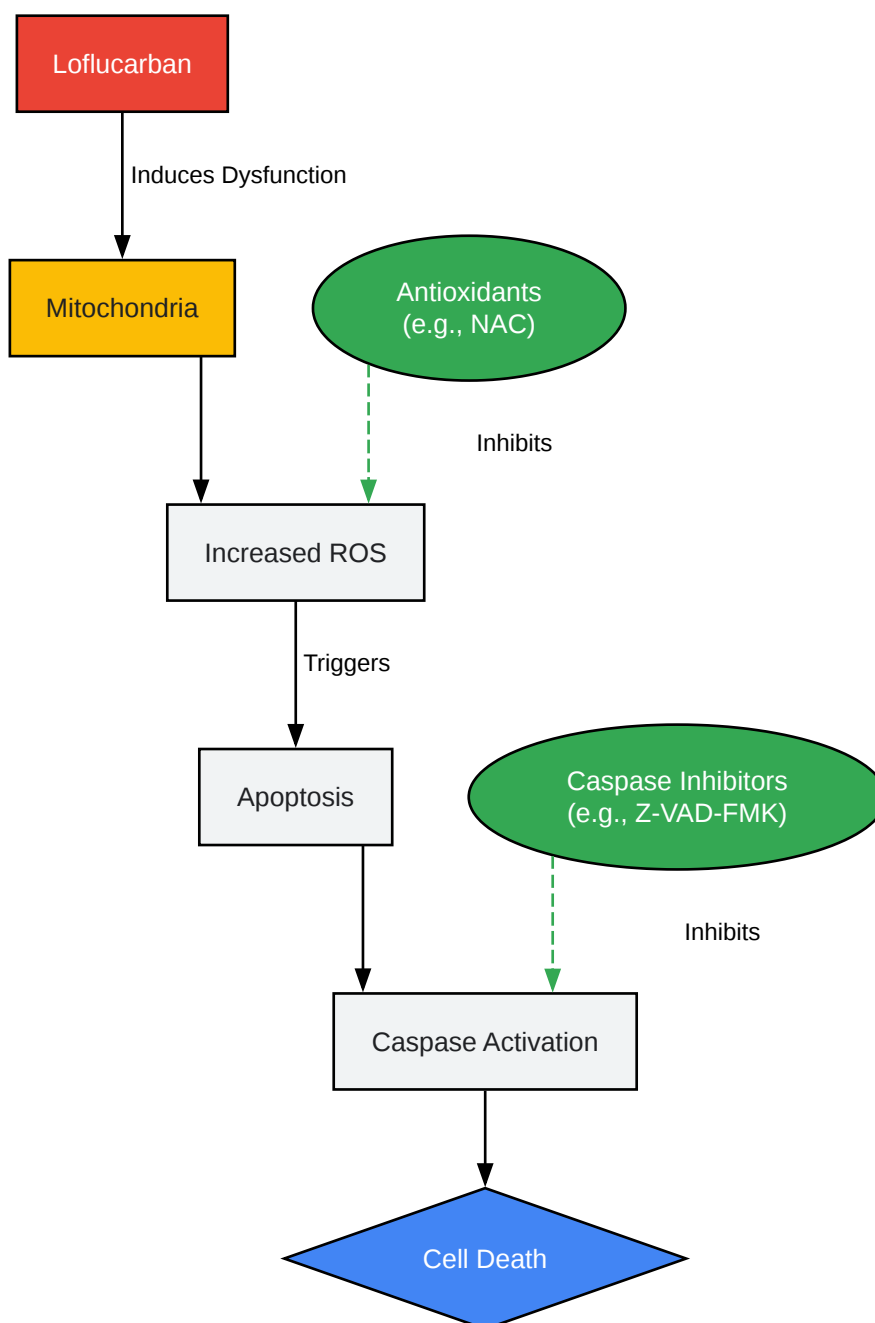 Loflucarban
Induces Dysfunction
Mitochondria
Antioxidants
(e.g., NAC)
Inhibits
Increased ROS
Triggers
Apoptosis
Caspase Inhibitors
(e.g., Z-VAD-FMK)
Inhibits
Caspase Activation
Cell Death